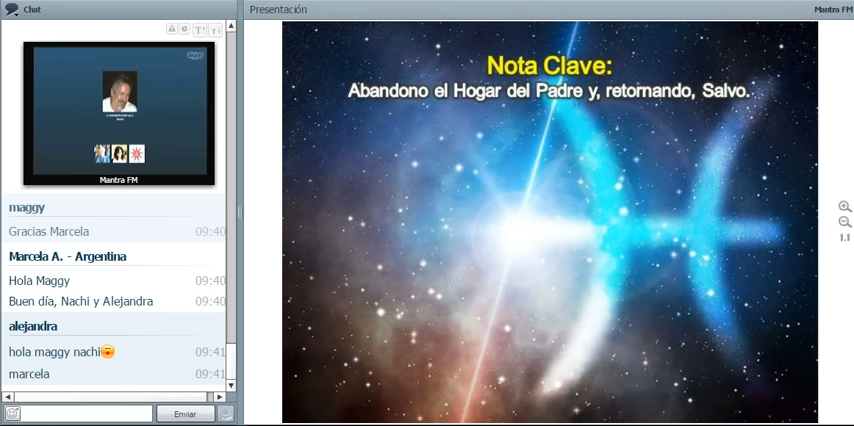 Chat
Presentación
Mantra FM
Nota Clave:
Abandono el Hogar del Padre y, retornando, Salvo.
skype
Mantra FM
maggy
Gracias Marcela 09:40
Marcela A. - Argentina
Hola Maggy 09:40
Buen día, Nachi y Alejandra 09:40
alejandra
hola maggy nachi 09:41
marcela 09:41
Enviar
1.1